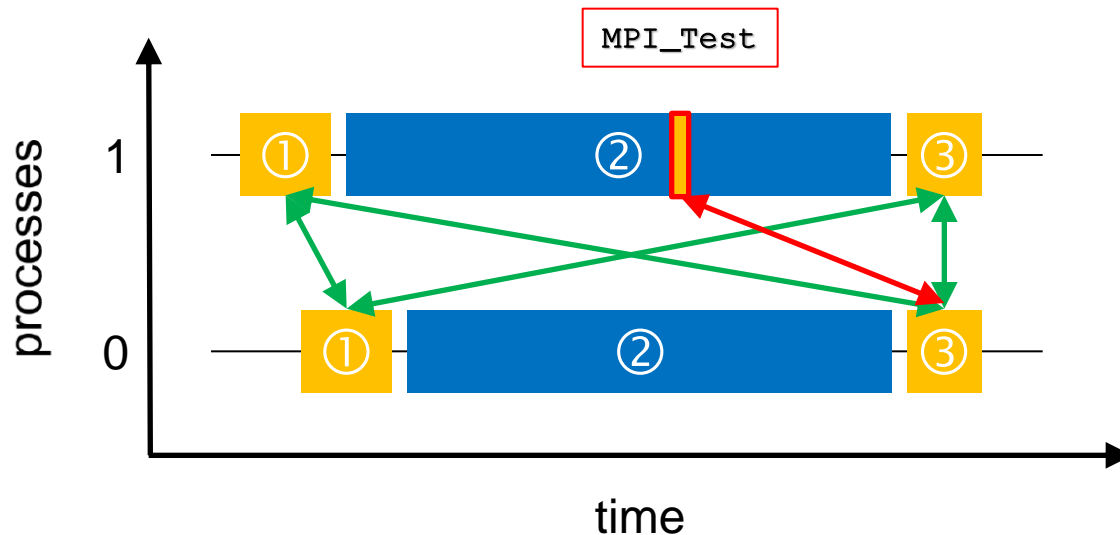 MPI_Test
processes
1
① ② ③
0
① ② ③
time